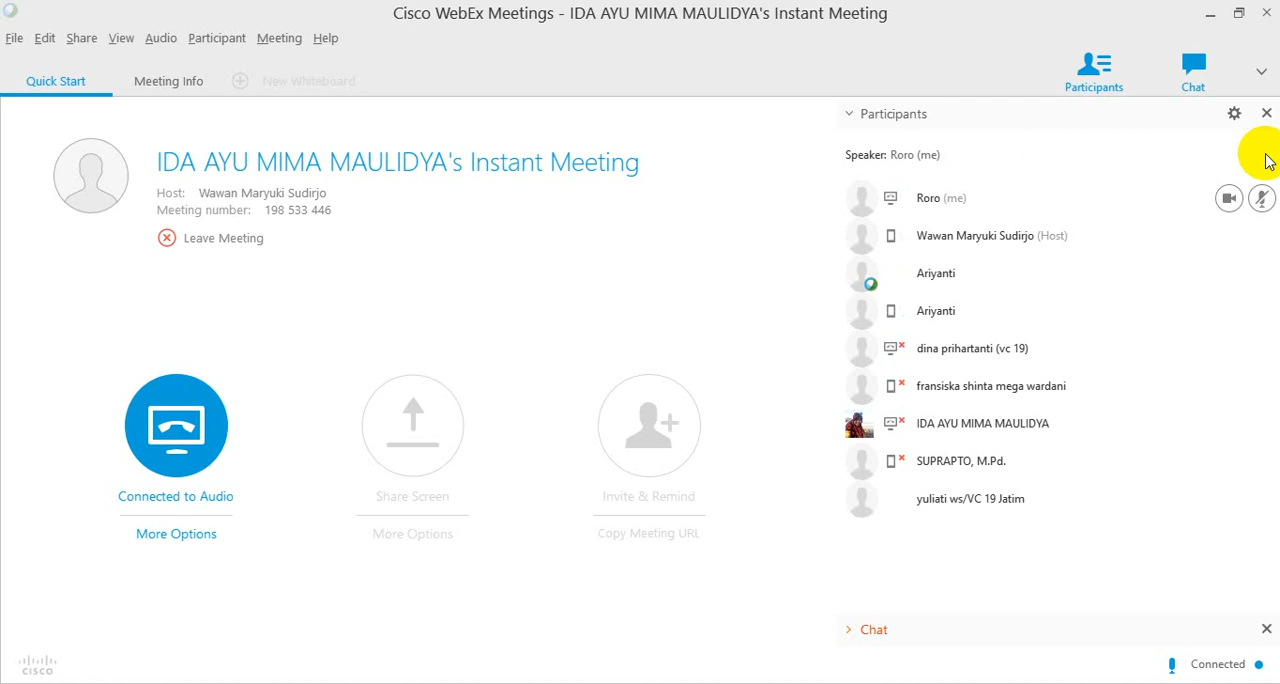 Cisco WebEx Meetings - IDA AYU MIMA MAULIDYA's Instant Meeting
File Edit Share View Audio Participant Meeting Help
Quick Start Meeting Info New Whiteboard
Participants Chat
Participants
Speaker: Roro (me)
IDA AYU MIMA MAULIDYA's Instant Meeting
Host: Wawan Maryuki Sudirjo
Meeting number: 198 533 446
Leave Meeting
Roro (me)
Wawan Maryuki Sudirjo (Host)
Ariyanti
Ariyanti
dina prihartanti (vc 19)
fransiska shinta mega wardani
IDA AYU MIMA MAULIDYA
SUPRAPTO, M.Pd.
yuliati ws/VC 19 Jatim
Connected to Audio
More Options
Share Screen
More Options
Invite & Remind
Copy Meeting URL
Chat
CISCO
Connected